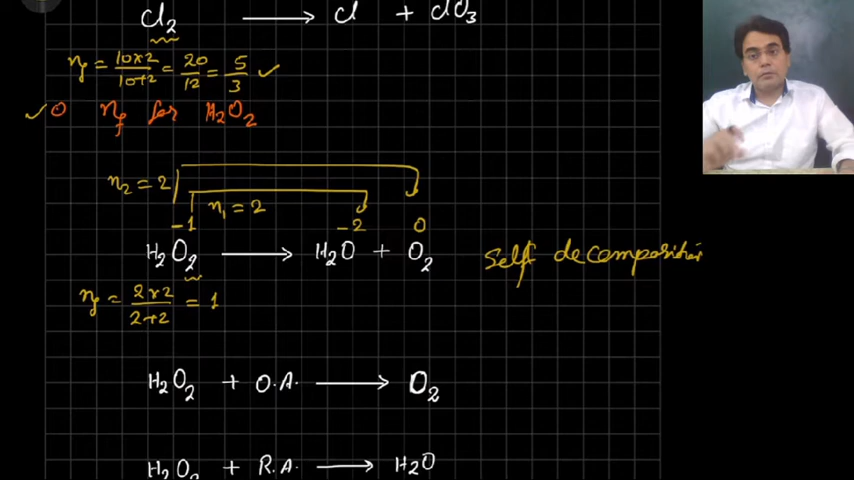 Cl₂ ⟶ Cl + ClO₃
nf = 10×2/10+2 = 20/12 = 5/3 ✓
✓ O nf for H₂O₂
n₂ = 2
n₁ = 2
-1 -2 0
H₂O₂ ⟶ H₂O + O₂ Self decomposition
nf = 2×2/2+2 = 1
H₂O₂ + O.A. ⟶ O₂
H₂O₂ + R.A. ⟶ H₂O